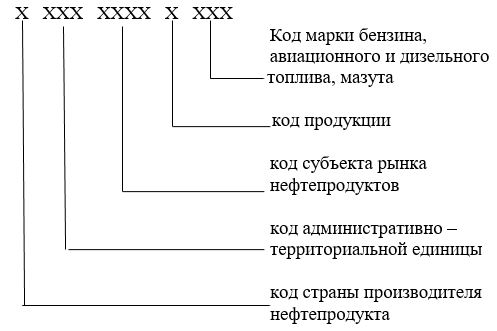 X XXX XXXX X XXX
Код марки бензина,
авиационного и дизельного
топлива, мазута
код продукции
код субъекта рынка
нефтепродуктов
код административно –
территориальной единицы
код страны производителя
нефтепродукта